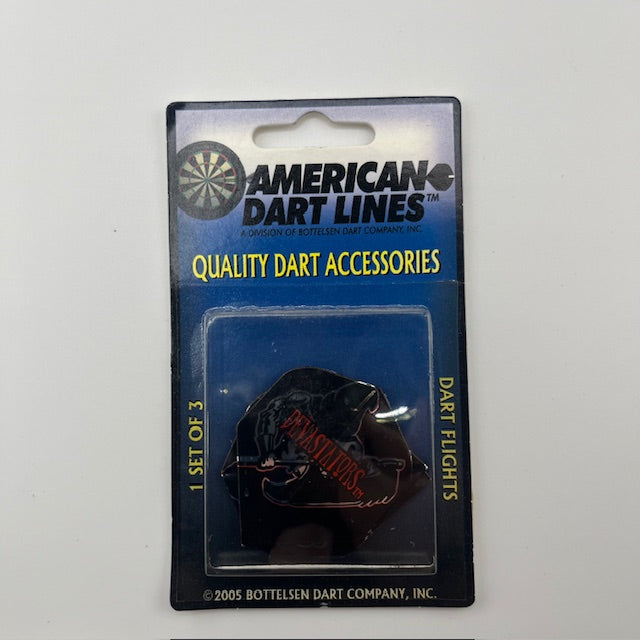 AMERICAN
DART LINES™
A DIVISION OF BOTTELSEN DART COMPANY, INC.
QUALITY DART ACCESSORIES
1 SET OF 3
DEVASTATORS™
DART FLIGHTS
© 2005 BOTTELSEN DART COMPANY, INC.